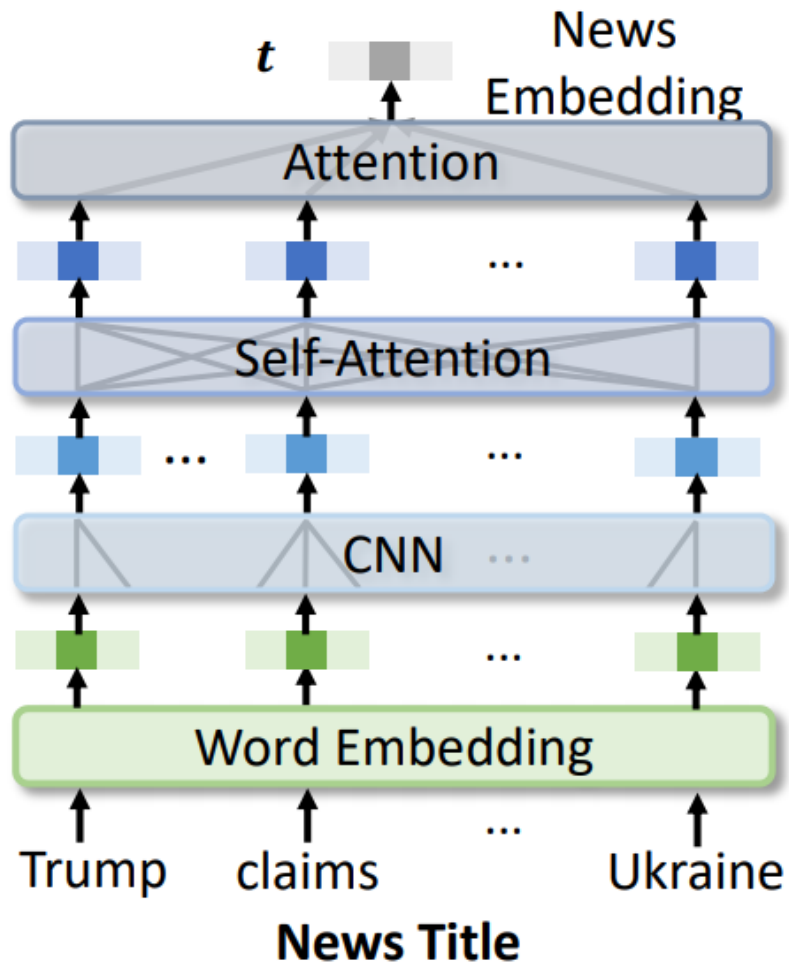 t
News
Embedding
Attention
...
Self-Attention
... ...
CNN ...
...
Word Embedding
...
Trump claims Ukraine
News Title